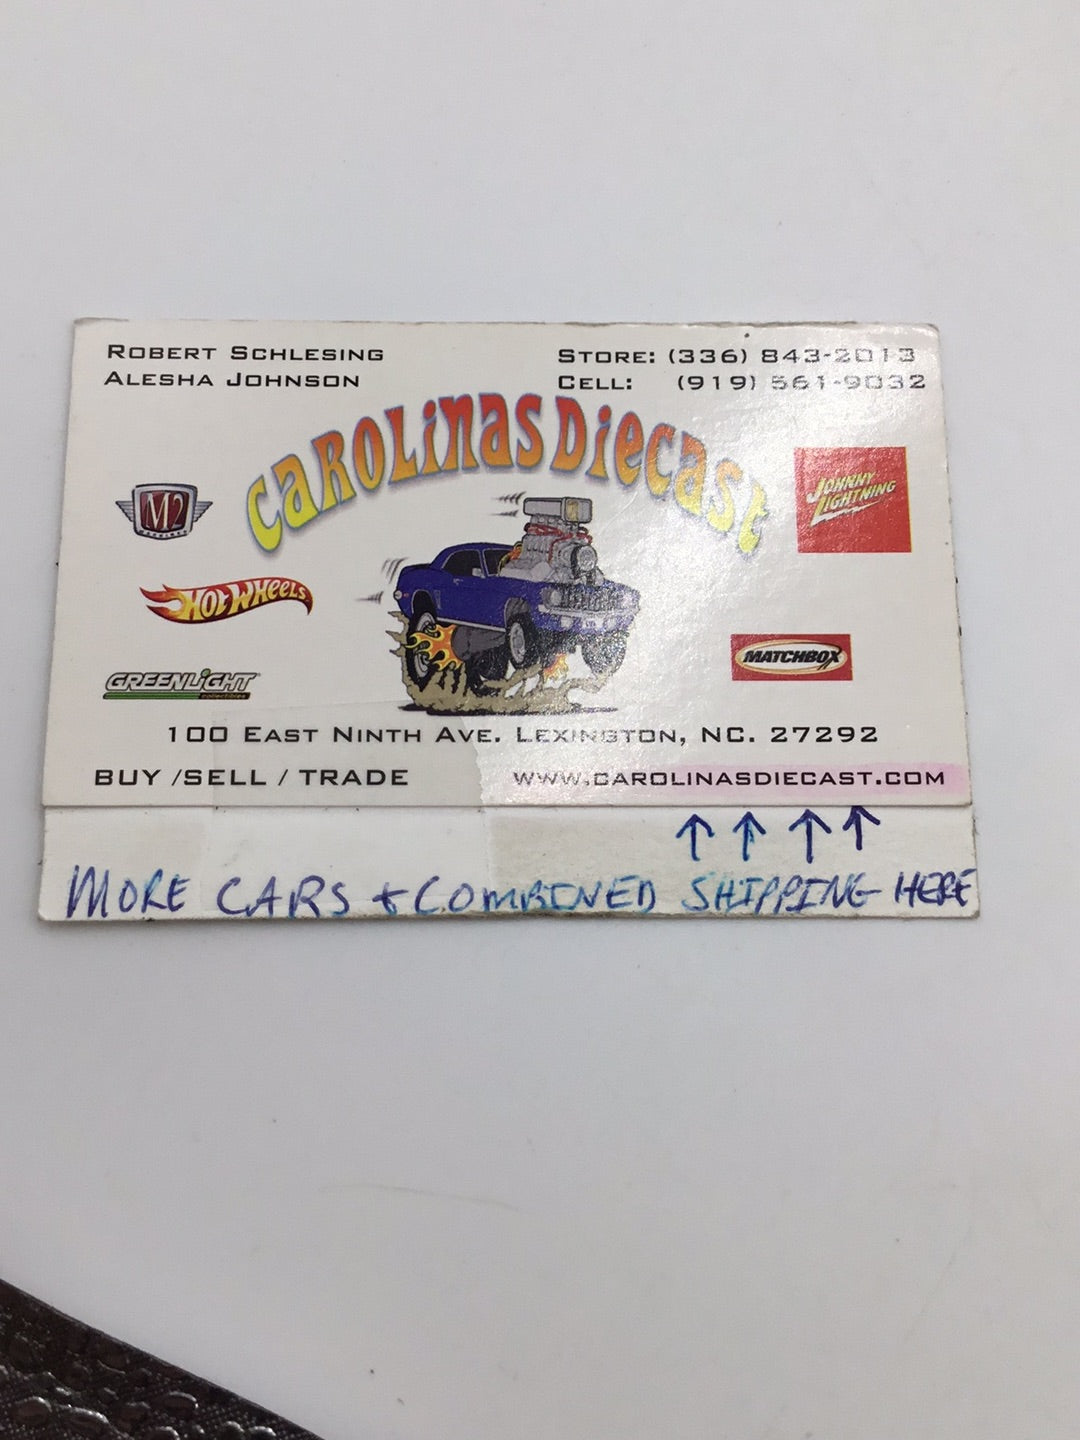 ROBERT SCHLESING
ALESHA JOHNSON
STORE: (336) 843-2013
CELL: (919) 561-9032
CAROLINAS DIECAST
M2
MACHINES
JOHNNY
LIGHTNING
HOT WHEELS
MATCHBOX
GREENLIGHT
collectibles
100 EAST NINTH AVE. LEXINGTON, NC. 27292
BUY /SELL / TRADE
WWW.CAROLINASDIECAST.COM
↑ ↑ ↑ ↑
MORE CARS + COMBINED SHIPPING HERE